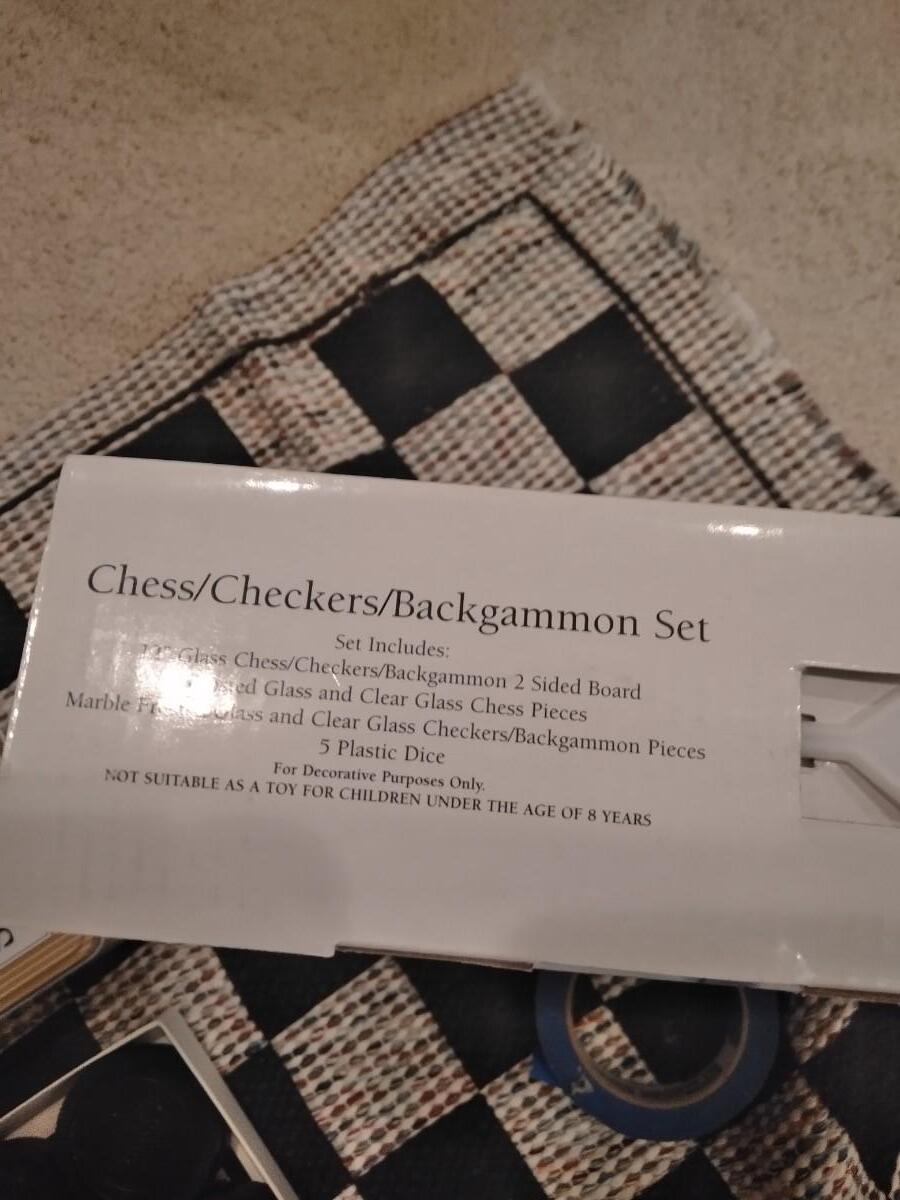 Chess/Checkers/Backgammon Set
Set Includes:
Glass Chess/Checkers/Backgammon 2 Sided Board
Glass and Clear Glass Chess Pieces
Marble Glass and Clear Glass Checkers/Backgammon Pieces
5 Plastic Dice
For Decorative Purposes Only.
NOT SUITABLE AS A TOY FOR CHILDREN UNDER THE AGE OF 8 YEARS